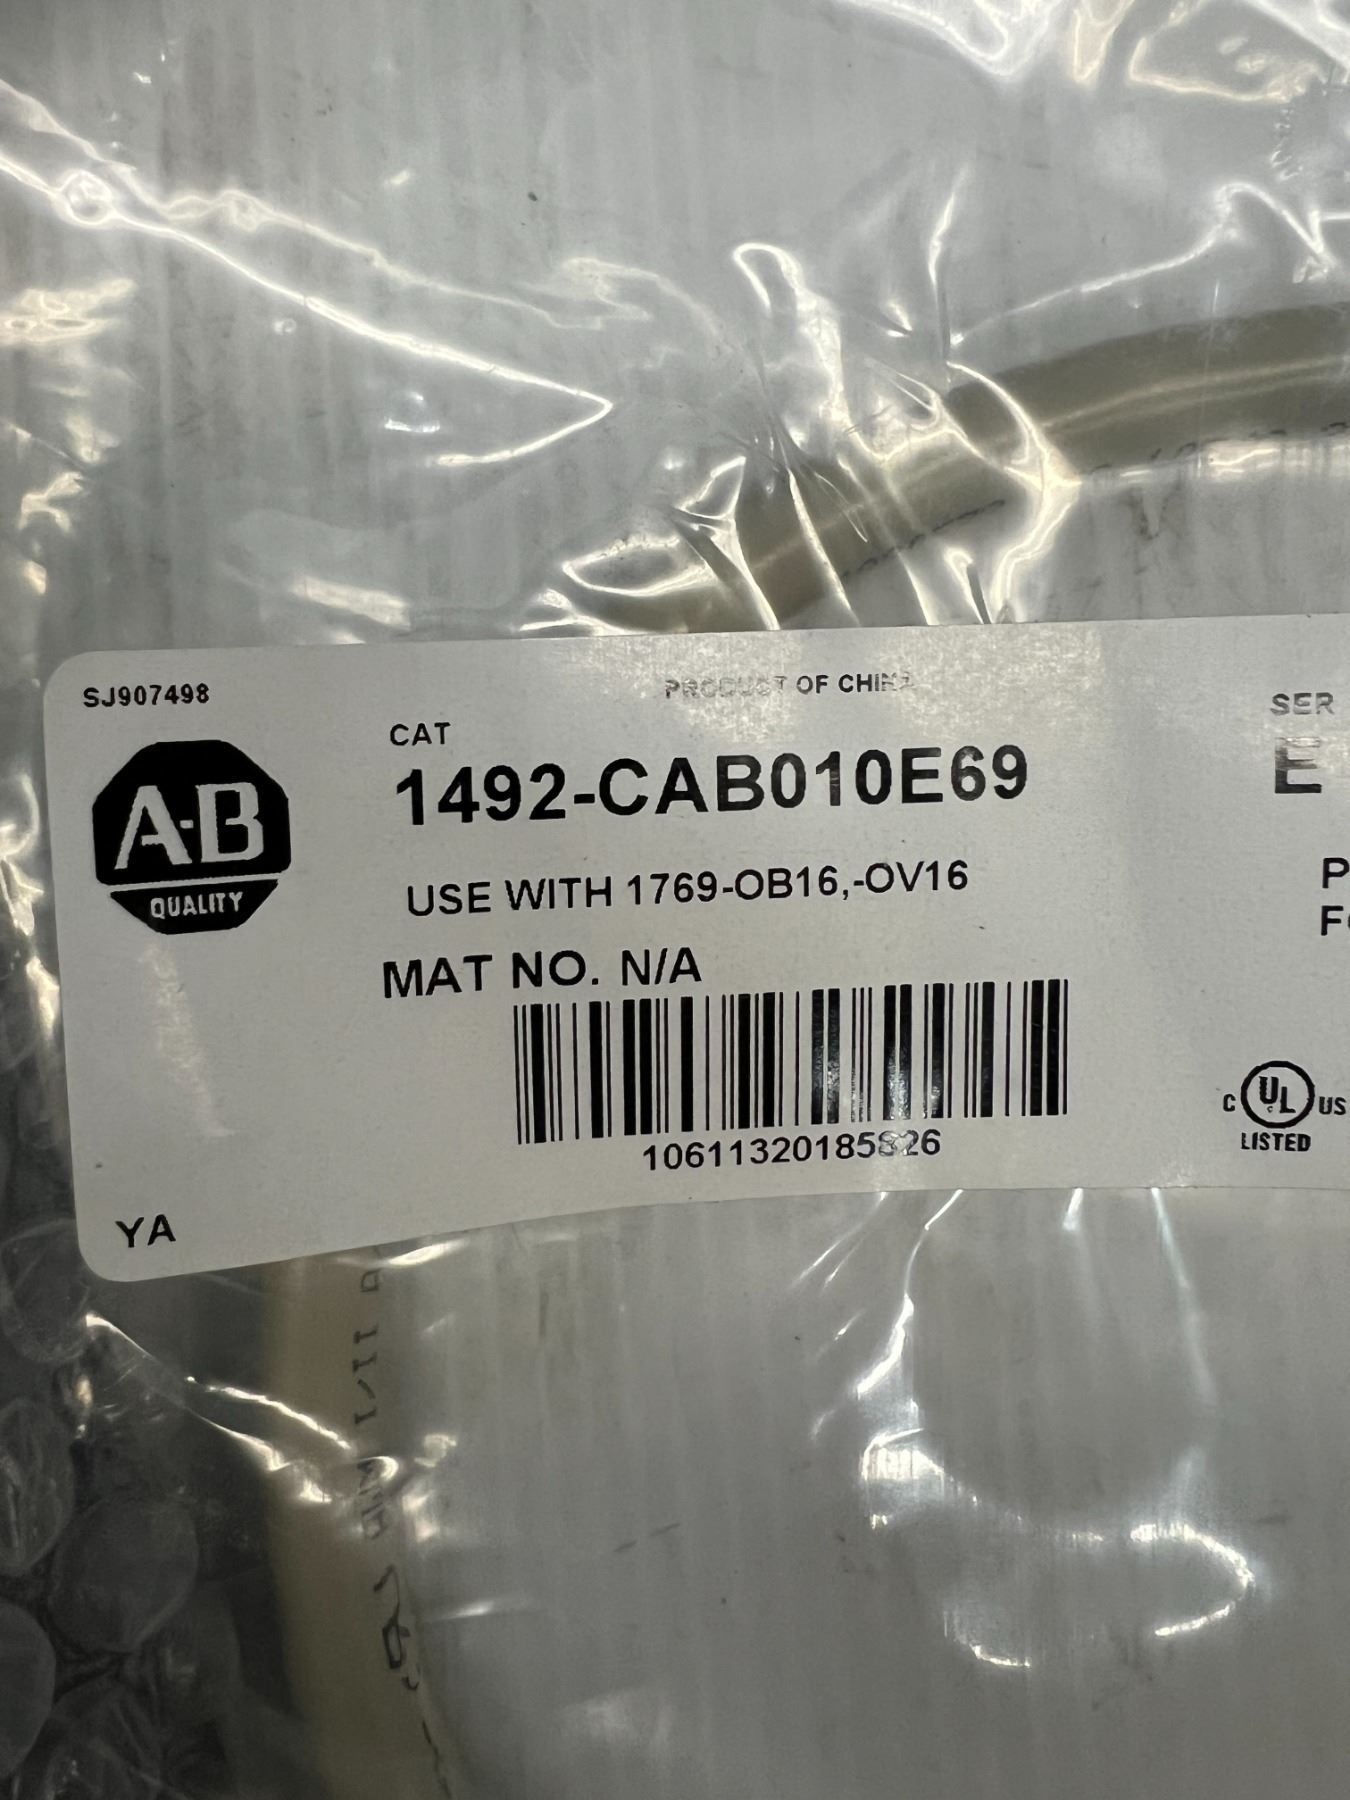 SJ907498
PRODUCT OF CHINA
SER
CAT
1492-CAB010E69
E
A-B
QUALITY
USE WITH 1769-OB16,-OV16
MAT NO. N/A
10611320185826
C UL US
LISTED
YA